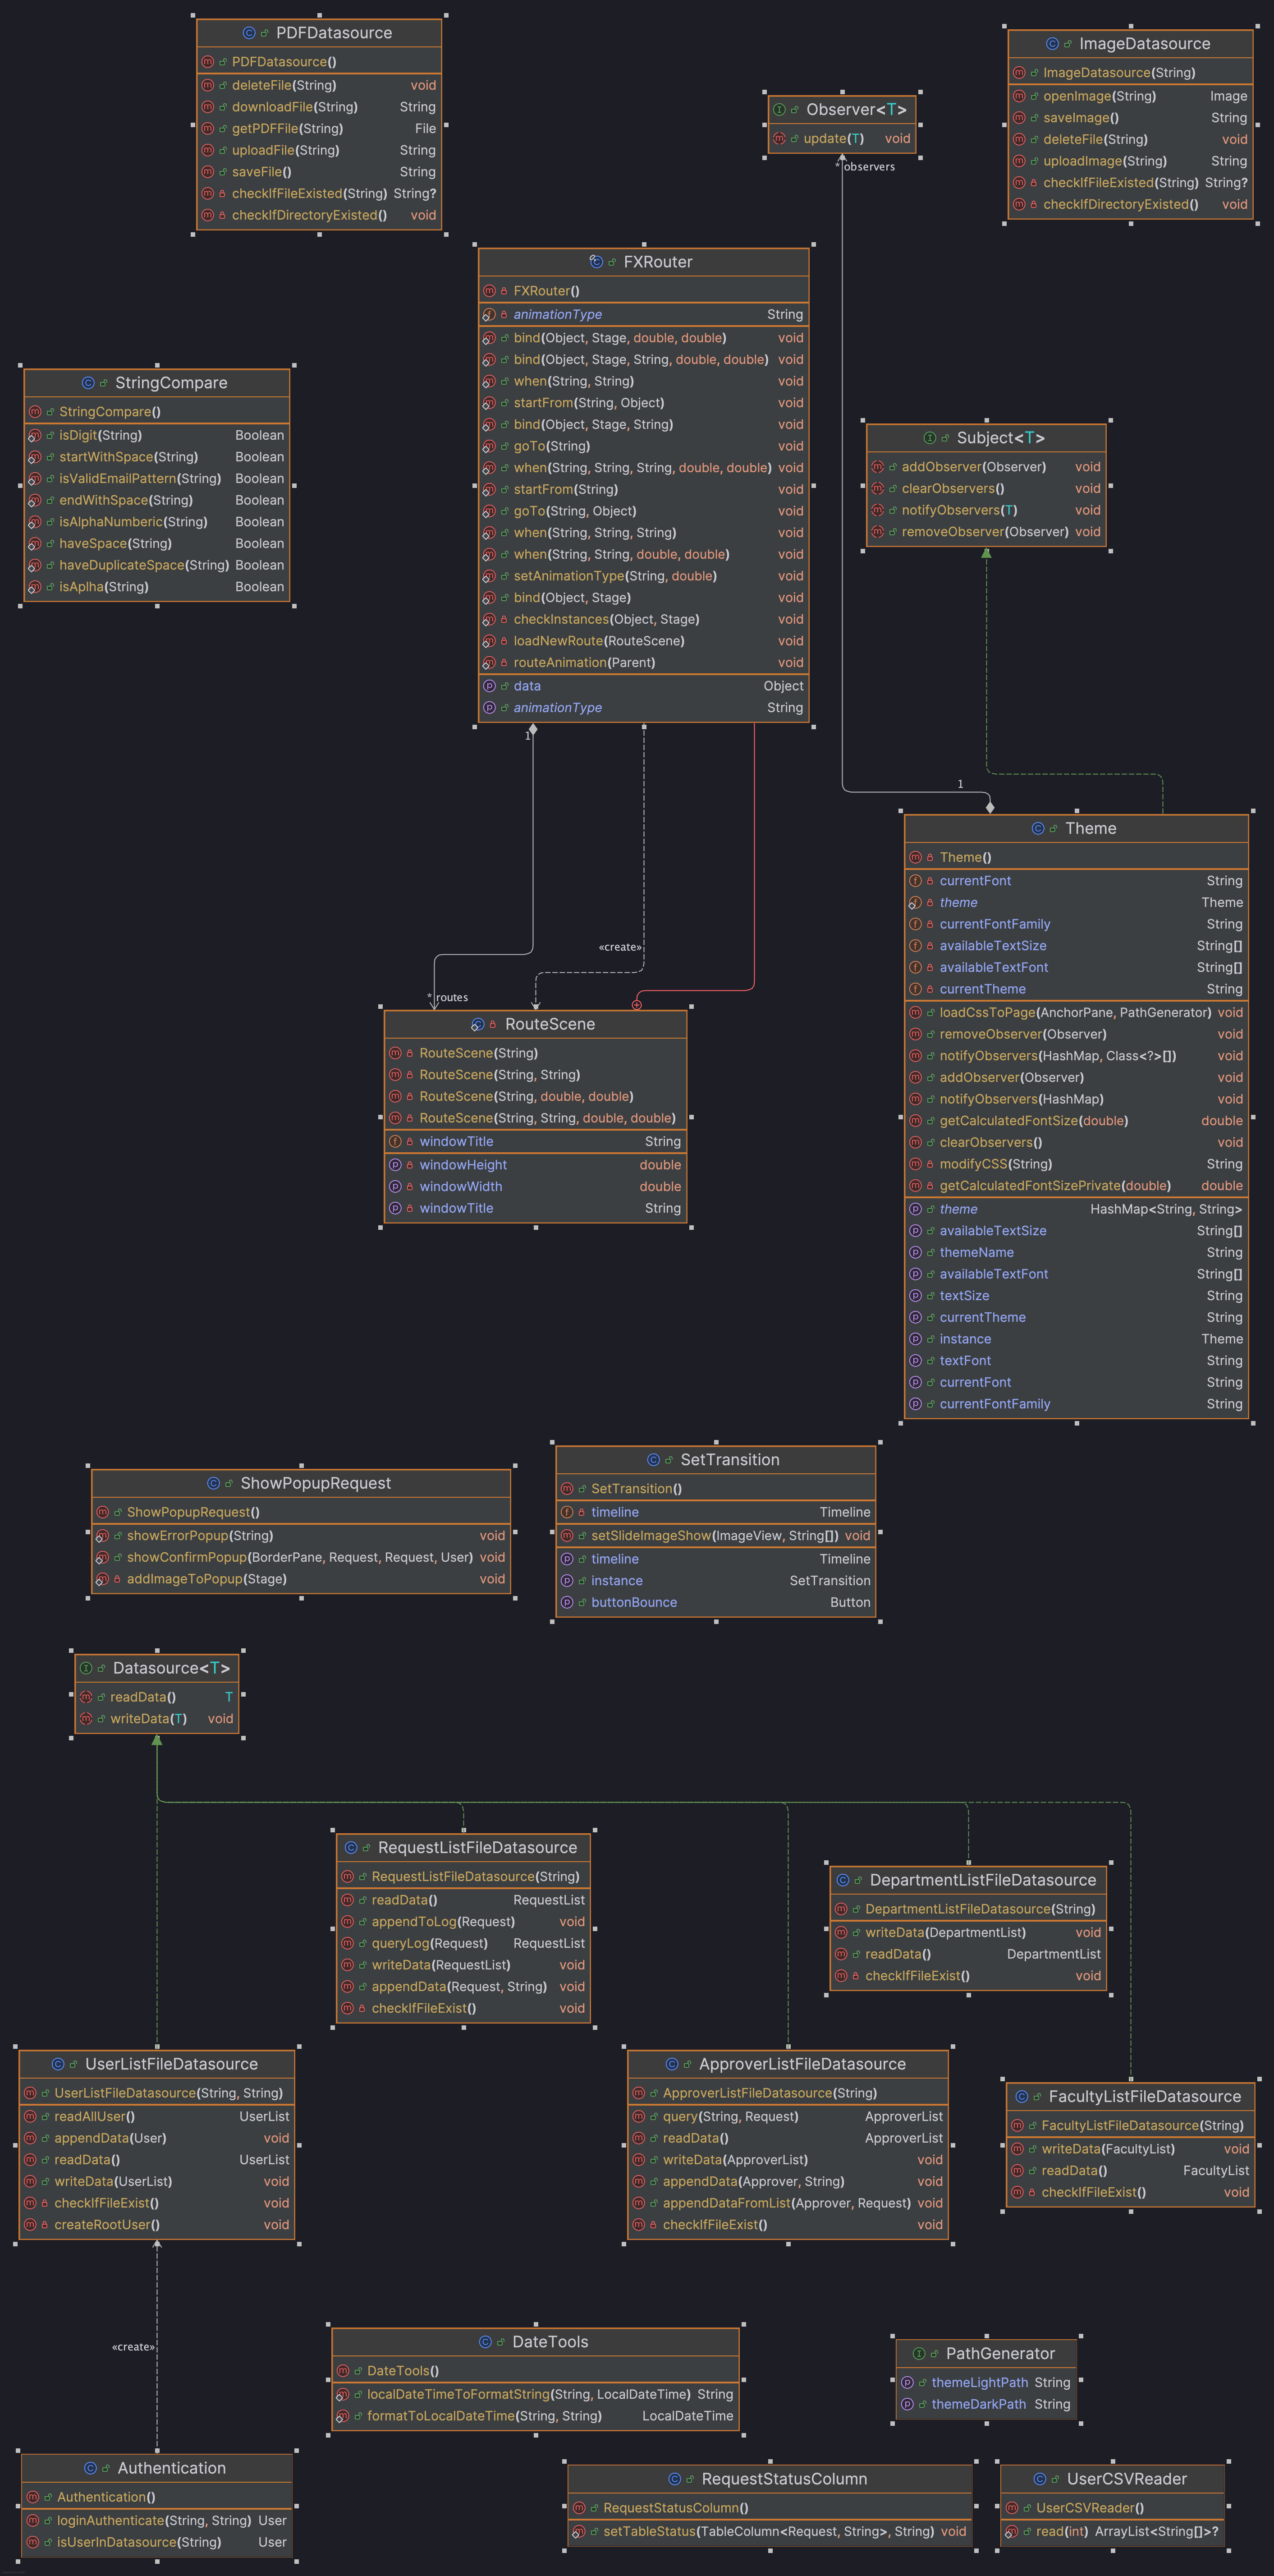 PDFDatasource
PDFDatasource()
deleteFile(String) void
downloadFile(String) String
getPDFFile(String) File
uploadFile(String) String
saveFile() String
checkIfFileExisted(String) String?
checkIfDirectoryExisted() void
ImageDatasource
ImageDatasource(String)
openImage(String) Image
saveImage() String
deleteFile(String) void
uploadImage(String) String
checkIfFileExisted(String) String?
checkIfDirectoryExisted() void
Observer<T>
update(T) void
* observers
FXRouter
FXRouter()
animationType String
bind(Object, Stage, double, double) void
bind(Object, Stage, String, double, double) void
when(String, String) void
startFrom(String, Object) void
bind(Object, Stage, String) void
goTo(String) void
when(String, String, String, double, double) void
startFrom(String) void
goTo(String, Object) void
when(String, String, String) void
when(String, String, double, double) void
setAnimationType(String, double) void
bind(Object, Stage) void
checkInstances(Object, Stage) void
loadNewRoute(RouteScene) void
routeAnimation(Parent) void
data Object
animationType String
StringCompare
StringCompare()
isDigit(String) Boolean
startWithSpace(String) Boolean
isValidEmailPattern(String) Boolean
endWithSpace(String) Boolean
isAlphaNumberic(String) Boolean
haveSpace(String) Boolean
haveDuplicateSpace(String) Boolean
isAplha(String) Boolean
Subject<T>
addObserver(Observer) void
clearObservers() void
notifyObservers(T) void
removeObserver(Observer) void
1
1
«create»
* routes
Theme
Theme()
currentFont String
theme Theme
currentFontFamily String
availableTextSize String[]
availableTextFont String[]
currentTheme String
loadCssToPage(AnchorPane, PathGenerator) void
removeObserver(Observer) void
notifyObservers(HashMap, Class<?>[]) void
addObserver(Observer) void
notifyObservers(HashMap) void
getCalculatedFontSize(double) double
clearObservers() void
modifyCSS(String) String
getCalculatedFontSizePrivate(double) double
theme HashMap<String, String>
availableTextSize String[]
themeName String
availableTextFont String[]
textSize String
currentTheme String
instance Theme
textFont String
currentFont String
currentFontFamily String
RouteScene
RouteScene(String)
RouteScene(String, String)
RouteScene(String, double, double)
RouteScene(String, String, double, double)
windowTitle String
windowHeight double
windowWidth double
windowTitle String
ShowPopupRequest
ShowPopupRequest()
showErrorPopup(String) void
showConfirmPopup(BorderPane, Request, Request, User) void
addImageToPopup(Stage) void
SetTransition
SetTransition()
timeline Timeline
setSlideImageShow(ImageView, String[]) void
timeline Timeline
instance SetTransition
buttonBounce Button
Datasource<T>
readData() T
writeData(T) void
RequestListFileDatasource
RequestListFileDatasource(String)
readData() RequestList
appendToLog(Request) void
queryLog(Request) RequestList
writeData(RequestList) void
appendData(Request, String) void
checkIfFileExist() void
DepartmentListFileDatasource
DepartmentListFileDatasource(String)
writeData(DepartmentList) void
readData() DepartmentList
checkIfFileExist() void
UserListFileDatasource
UserListFileDatasource(String, String)
readAllUser() UserList
appendData(User) void
readData() UserList
writeData(UserList) void
checkIfFileExist() void
createRootUser() void
ApproverListFileDatasource
ApproverListFileDatasource(String)
query(String, Request) ApproverList
readData() ApproverList
writeData(ApproverList) void
appendData(Approver, String) void
appendDataFromList(Approver, Request) void
checkIfFileExist() void
FacultyListFileDatasource
FacultyListFileDatasource(String)
writeData(FacultyList) void
readData() FacultyList
checkIfFileExist() void
«create»
DateTools
DateTools()
localDateTimeToFormatString(String, LocalDateTime) String
formatToLocalDateTime(String, String) LocalDateTime
PathGenerator
themeLightPath String
themeDarkPath String
Authentication
Authentication()
loginAuthenticate(String, String) User
isUserInDatasource(String) User
RequestStatusColumn
RequestStatusColumn()
setTableStatus(TableColumn<Request, String>, String) void
UserCSVReader
UserCSVReader()
read(int) ArrayList<String[]>?